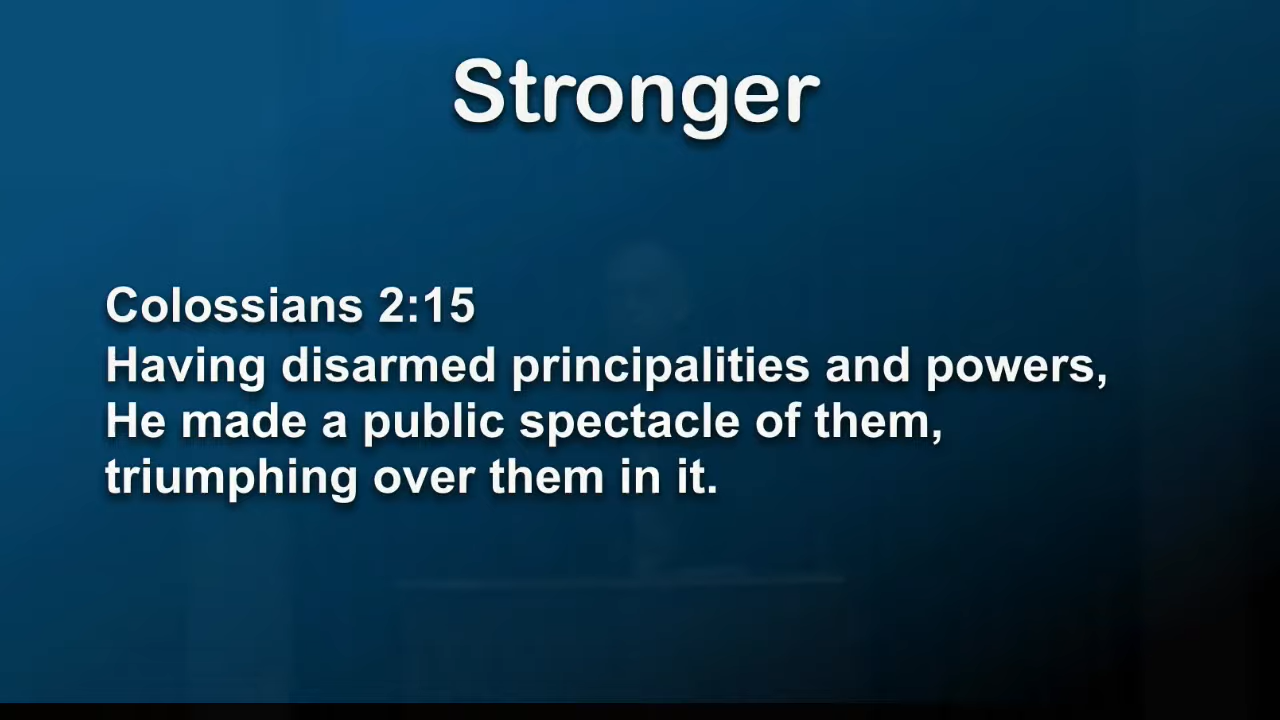 Stronger
Colossians 2:15
Having disarmed principalities and powers,
He made a public spectacle of them,
triumphing over them in it.